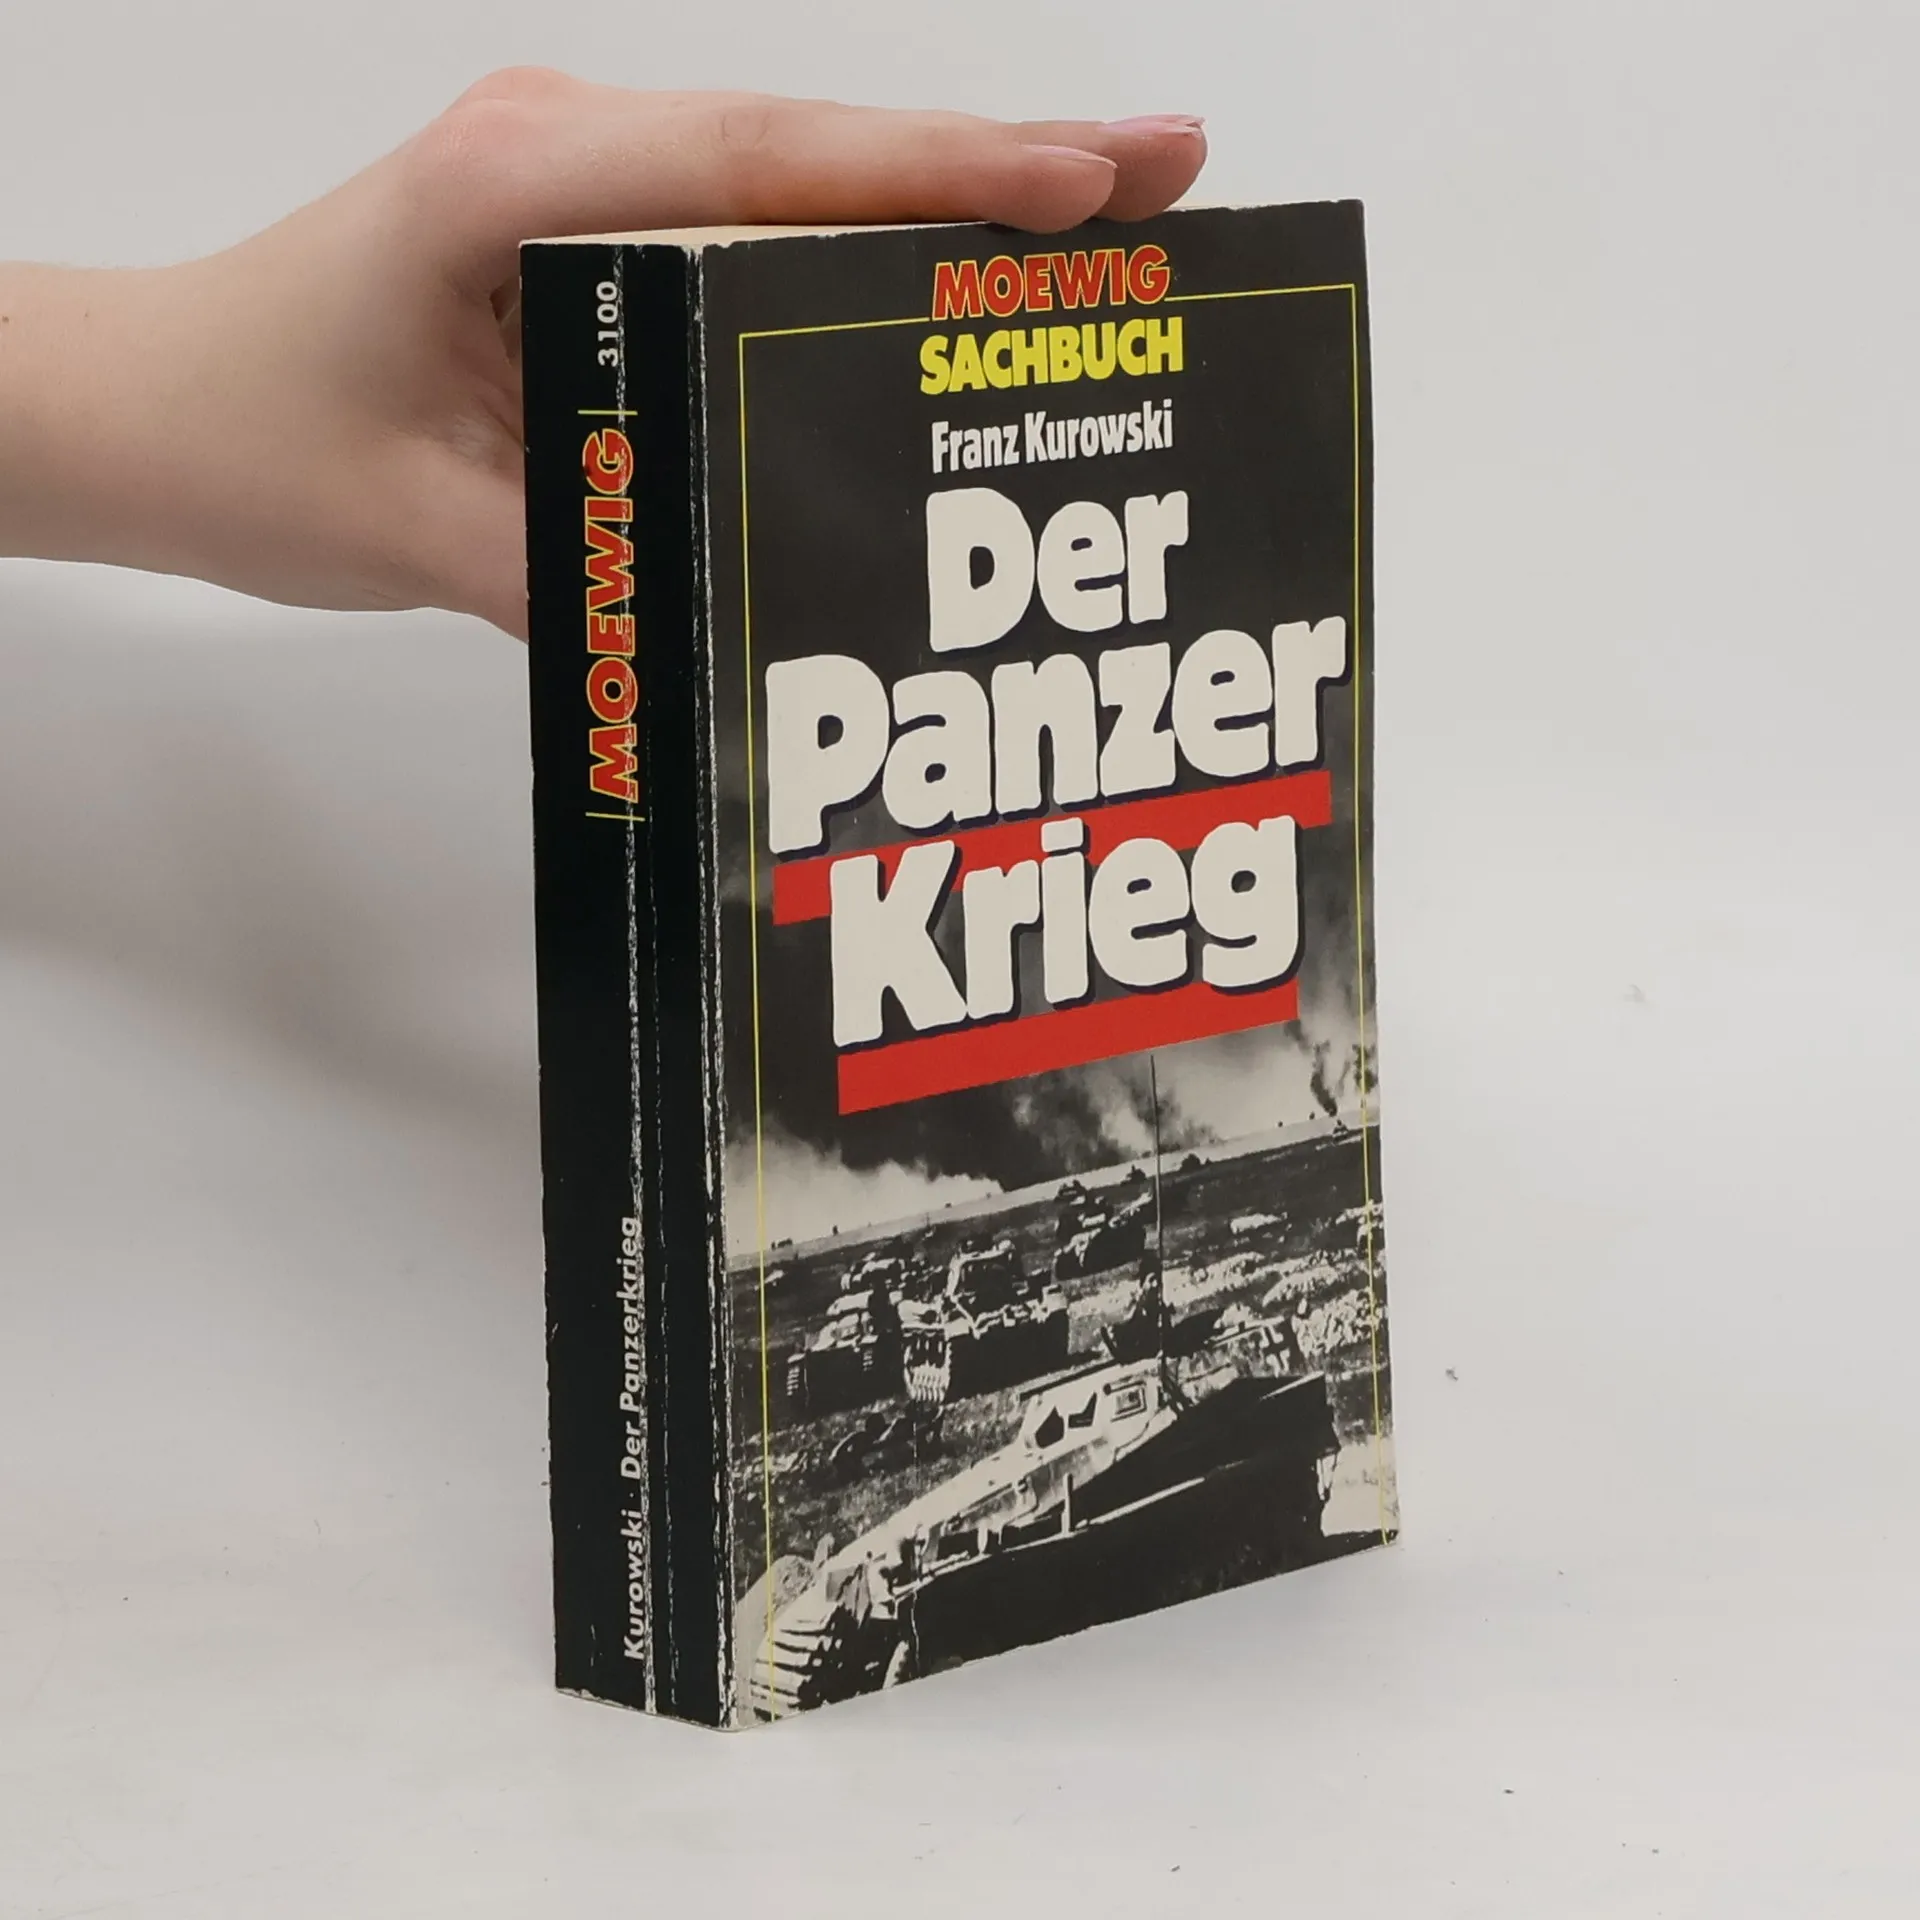 MOEWIG
SACHBUCH
Franz Kurowski
Der
Panzer
Krieg
3100
MOEWIG
Kurowski · Der Panzerkrieg